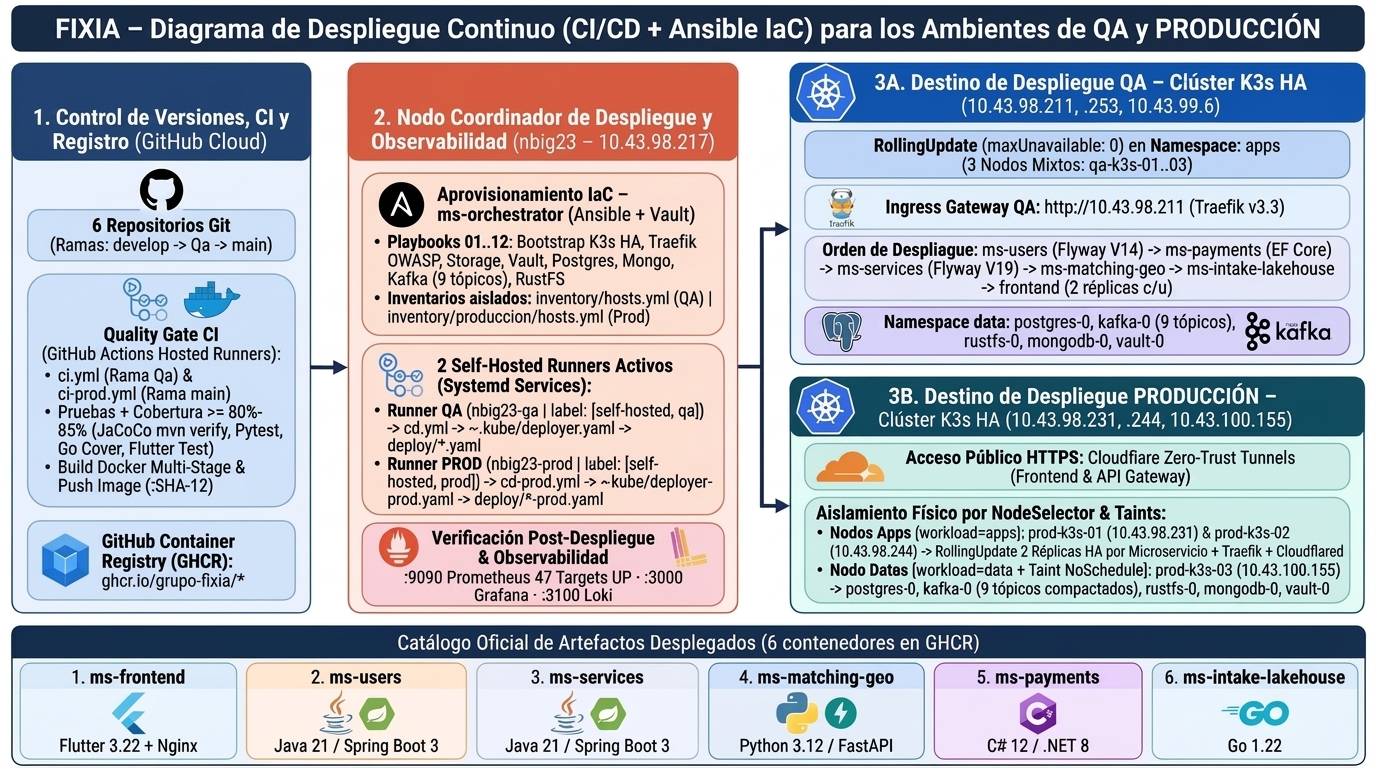 FIXIA – Diagrama de Despliegue Continuo (CI/CD + Ansible IaC) para los Ambientes de QA y PRODUCCIÓN
1. Control de Versiones, CI y
Registro (GitHub Cloud)
6 Repositorios Git
(Ramas: develop -> Qa -> main)
Quality Gate CI
(GitHub Actions Hosted Runners):
• ci.yml (Rama Qa) &
ci-prod.yml (Rama main)
• Pruebas + Cobertura >= 80%-
85% (JaCoCo mvn verify, Pytest,
Go Cover, Flutter Test)
• Build Docker Multi-Stage &
Push Image (:SHA-12)
GitHub Container
Registry (GHCR):
ghcr.io/grupo-fixia/*
2. Nodo Coordinador de Despliegue y
Observabilidad (nbig23 – 10.43.98.217)
Aprovisionamiento IaC –
ms-orchestrator (Ansible + Vault)
• Playbooks 01..12: Bootstrap K3s HA, Traefik
OWASP, Storage, Vault, Postgres, Mongo,
Kafka (9 tópicos), RustFS
• Inventarios aislados: inventory/hosts.yml (QA) |
inventory/produccion/hosts.yml (Prod)
2 Self-Hosted Runners Activos
(Systemd Services):
• Runner QA (nbig23-ga | label: [self-hosted, qa])
-> cd.yml -> ~.kube/deployer.yaml ->
deploy/*.yaml
• Runner PROD (nbig23-prod | label: [self-
hosted, prod]) -> cd-prod.yml -> ~kube/deployer-
prod.yaml -> deploy/*-prod.yaml
Verificación Post-Despliegue
& Observabilidad
:9090 Prometheus 47 Targets UP · :3000
Grafana · :3100 Loki
3A. Destino de Despliegue QA – Clúster K3s HA
(10.43.98.211, .253, 10.43.99.6)
RollingUpdate (maxUnavailable: 0) en Namespace: apps
(3 Nodos Mixtos: qa-k3s-01..03)
Ingress Gateway QA: http://10.43.98.211 (Traefik v3.3)
Orden de Despliague: ms-users (Flyway V14) -> ms-payments (EF Core)
-> ms-services (Flyway V19) -> ms-matching-geo -> ms-intake-lakehouse
-> frontend (2 réplicas c/u)
Namespace data: postgres-0, kafka-0 (9 tópicos),
rustfs-0, mongodb-0, vault-0
kafka
3B. Destino de Despliegue PRODUCCIÓN –
Clúster K3s HA (10.43.98.231, .244, 10.43.100.155)
Acceso Público HTTPS: Cloudfiare Zero-Trust Tunnels
(Frontend & API Gateway)
Aislamiento Físico por NodeSelector & Taints:
• Nodos Apps [workload=apps]; prod-k3s-01 (10.43.98.231) & prod-k3s-02
(10.43.98.244) -> RollingUpdate 2 Réplicas HA por Microservicio + Traefik + Cloudflared
• Nodo Dates [workload=data + Taint NoSchedule]: prod-k3s-03 (10.43.100.155)
-> postgres-0, kafka-0 (9 tópicos compactados), rustfs-0, mongodb-0, vault-0
Catálogo Oficial de Artefactos Desplegados (6 contenedores en GHCR)
1. ms-frontend
Flutter 3.22 + Nginx
2. ms-users
Java 21 / Spring Boot 3
3. ms-services
Java 21 / Spring Boot 3
4. ms-matching-geo
Python 3.12 / FastAPI
5. ms-payments
C# 12 / .NET 8
6. ms-intake-lakehouse
GO
Go 1.22